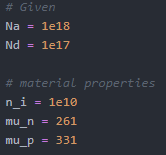 # Given
Na = 1e18
Nd = 1e17
# material properties
n_i = 1e10
mu_n = 261
mu_p = 331